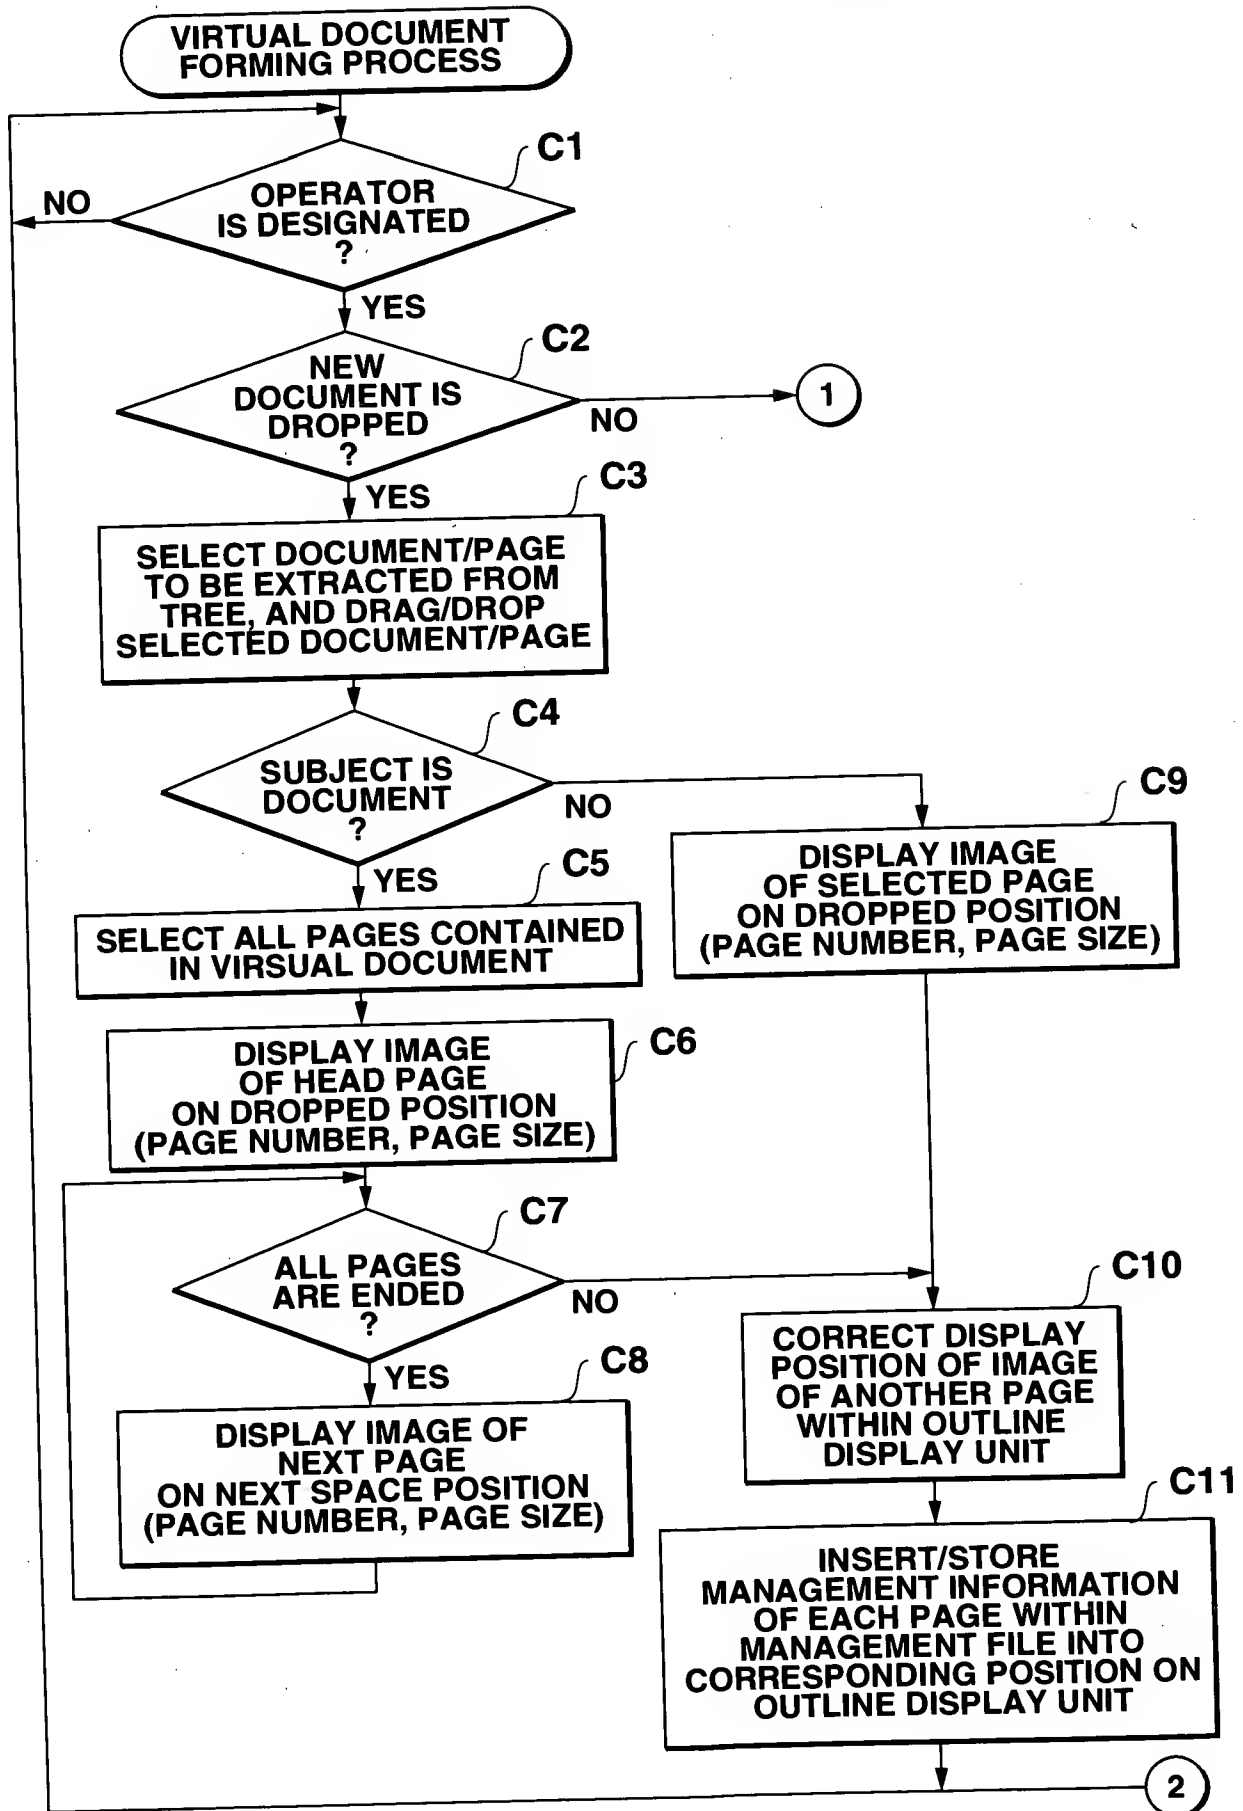 VIRTUAL DOCUMENT
FORMING PROCESS
C1
OPERATOR
IS DESIGNATED
?
NO
YES
C2
NEW
DOCUMENT IS
DROPPED
?
NO
1
YES
C3
SELECT DOCUMENT/PAGE
TO BE EXTRACTED FROM
TREE, AND DRAG/DROP
SELECTED DOCUMENT/PAGE
C4
SUBJECT IS
DOCUMENT
?
NO
YES
C9
DISPLAY IMAGE
OF SELECTED PAGE
ON DROPPED POSITION
(PAGE NUMBER, PAGE SIZE)
C5
SELECT ALL PAGES CONTAINED
IN VIRSUAL DOCUMENT
C6
DISPLAY IMAGE
OF HEAD PAGE
ON DROPPED POSITION
(PAGE NUMBER, PAGE SIZE)
C7
ALL PAGES
ARE ENDED
?
NO
YES
C10
CORRECT DISPLAY
POSITION OF IMAGE
OF ANOTHER PAGE
WITHIN OUTLINE
DISPLAY UNIT
C8
DISPLAY IMAGE OF
NEXT PAGE
ON NEXT SPACE POSITION
(PAGE NUMBER, PAGE SIZE)
C11
INSERT/STORE
MANAGEMENT INFORMATION
OF EACH PAGE WITHIN
MANAGEMENT FILE INTO
CORRESPONDING POSITION ON
OUTLINE DISPLAY UNIT
2